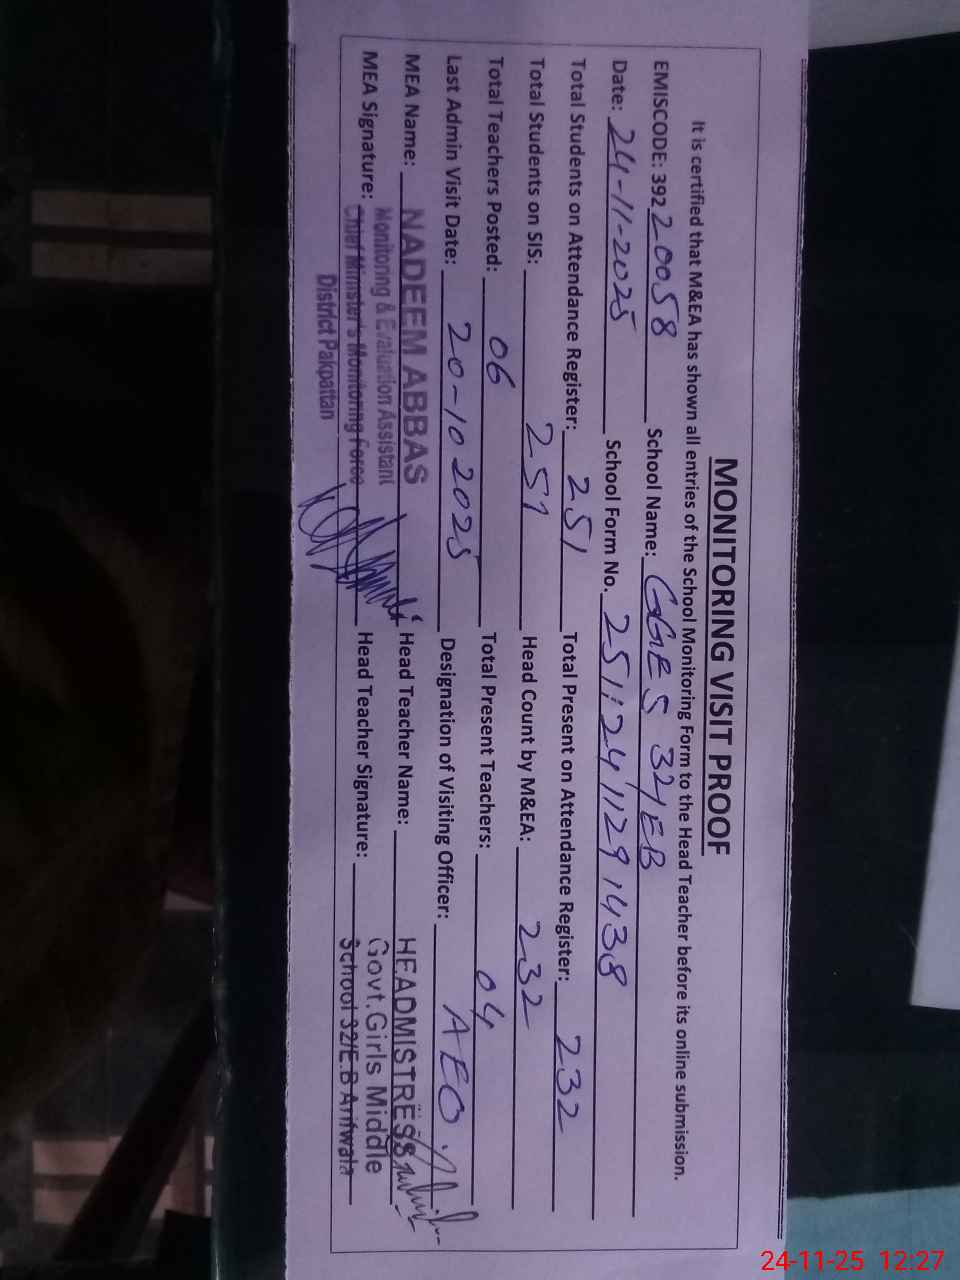 MONITORING VISIT PROOF
It is certified that M&EA has shown all entries of the School Monitoring Form to the Head Teacher before its online submission.
EMISCODE: 39220058 School Name: GGES 32/EB
Date: 24-11-2025 School Form No. 25112411291438
Total Students on Attendance Register: 251 Total Present on Attendance Register: 232
Total Students on SIS: 251 Head Count by M&EA: 232
Total Teachers Posted: 06 Total Present Teachers: 04
Last Admin Visit Date: 20-10 2025 Designation of Visiting Officer: AEO
MEA Name: NADEEM ABBAS Head Teacher Name: HEADMISTRESS
Monitoring & Evaluation Assistant Govt. Girls Middle
MEA Signature: Chief Minister's Monitoring Force Head Teacher Signature: School 32/E.B Arifwala
District Pakpattan
24-11-25 12:27